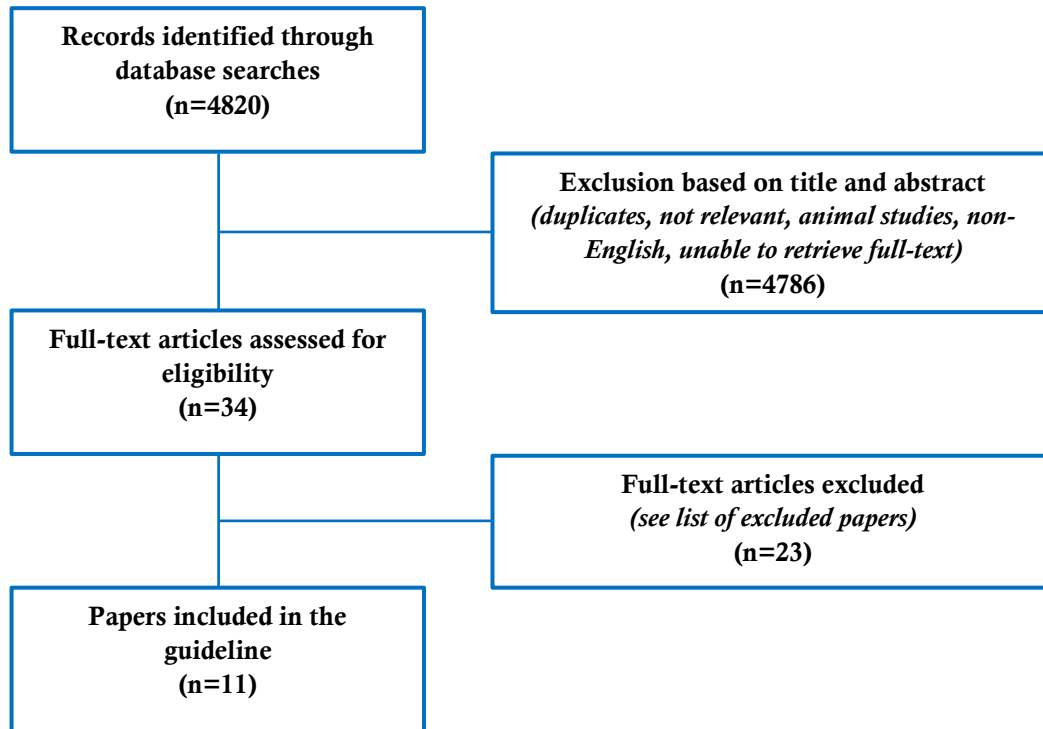 Records identified through
database searches
(n=4820)
Exclusion based on title and abstract
(duplicates, not relevant, animal studies, non-
English, unable to retrieve full-text)
(n=4786)
Full-text articles assessed for
eligibility
(n=34)
Full-text articles excluded
(see list of excluded papers)
(n=23)
Papers included in the
guideline
(n=11)